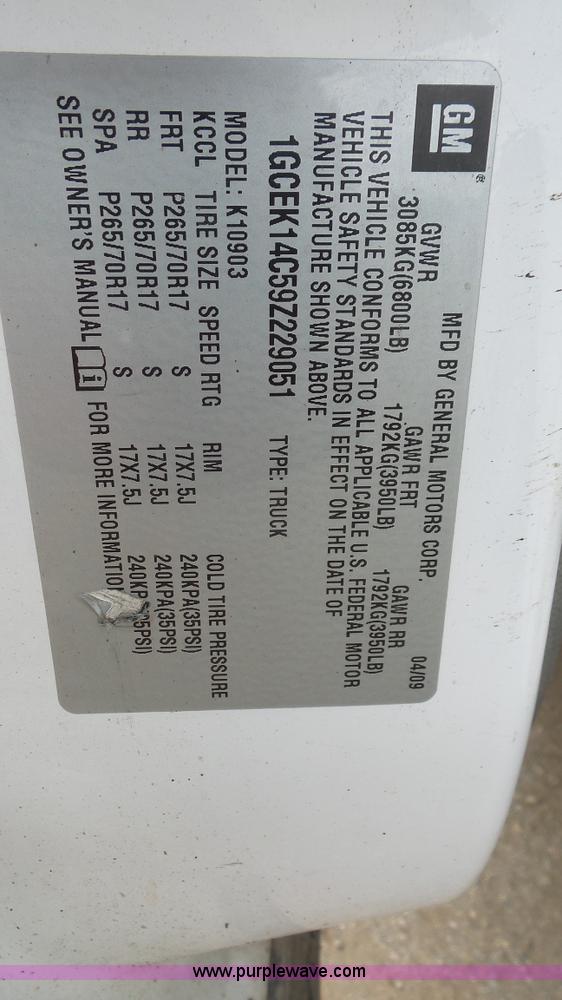 GM®
MFD BY GENERAL MOTORS CORP. 04/09
GVWR GAWR FRT GAWR RR
3085KG(6800LB) 1792KG(3950LB) 1792KG(3950LB)
THIS VEHICLE CONFORMS TO ALL APPLICABLE U.S. FEDERAL MOTOR
VEHICLE SAFETY STANDARDS IN EFFECT ON THE DATE OF
MANUFACTURE SHOWN ABOVE.
1GCEK14C59Z229051 TYPE: TRUCK
MODEL: K10903
KCCL TIRE SIZE SPEED RTG RIM COLD TIRE PRESSURE
FRT P265/70R17 S 17X7.5J 240KPA(35PSI)
RR P265/70R17 S 17X7.5J 240KPA(35PSI)
SPA P265/70R17 S 17X7.5J 240KPA(35PSI)
SEE OWNER'S MANUAL FOR MORE INFORMATION
www.purplewave.com